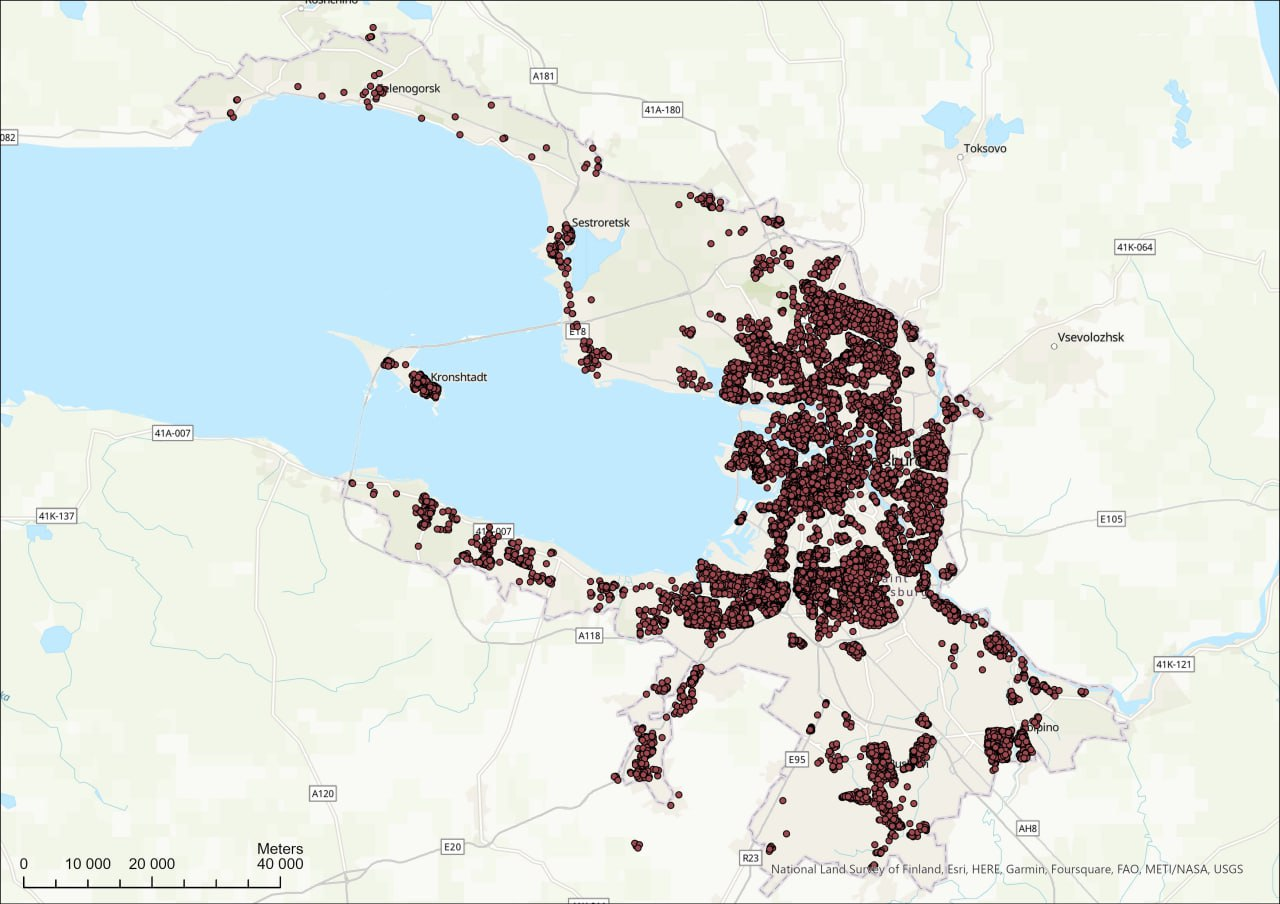 A181
elenogorsk
41A-180
082
Toksovo
Sestroretsk
41K-064
E18
Vsevolozhsk
Kronshtadt
41A-007
41K-137
E105
A118
41K-121
E95
A120
E20
AH8
R23
Meters
0 10 000 20 000 40 000
National Land Survey of Finland, Esri, HERE, Garmin, Foursquare, FAO, METI/NASA, USGS